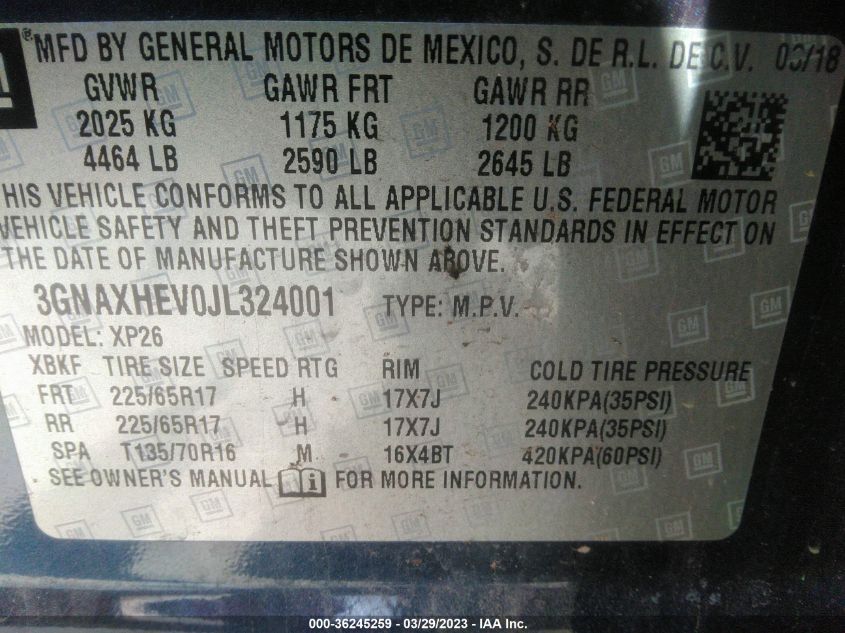 MFD BY GENERAL MOTORS DE MEXICO, S. DE R.L. DE C.V. 03/18
GVWR GAWR FRT GAWR RR
2025 KG 1175 KG 1200 KG
4464 LB 2590 LB 2645 LB
HIS VEHICLE CONFORMS TO ALL APPLICABLE U.S. FEDERAL MOTOR
VEHICLE SAFETY AND THEFT PREVENTION STANDARDS IN EFFECT ON
THE DATE OF MANUFACTURE SHOWN ABOVE.
3GNAXHEV0JL324001 TYPE: M.P.V.
MODEL: XP26
XBKF TIRE SIZE SPEED RTG RIM COLD TIRE PRESSURE
FRT 225/65R17 H 17X7J 240KPA(35PSI)
RR 225/65R17 H 17X7J 240KPA(35PSI)
SPA T135/70R16 M 16X4BT 420KPA(60PSI)
SEE OWNER'S MANUAL i FOR MORE INFORMATION.
000-36245259 - 03/29/2023 - IAA Inc.